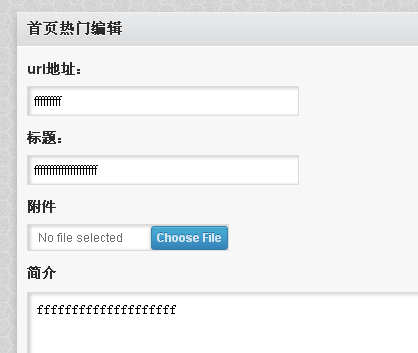 首页热门编辑
url地址：
fffffffff
标题：
ffffffffffffffffffff
附件
No file selected Choose File
简介
ffffffffffffffffffff